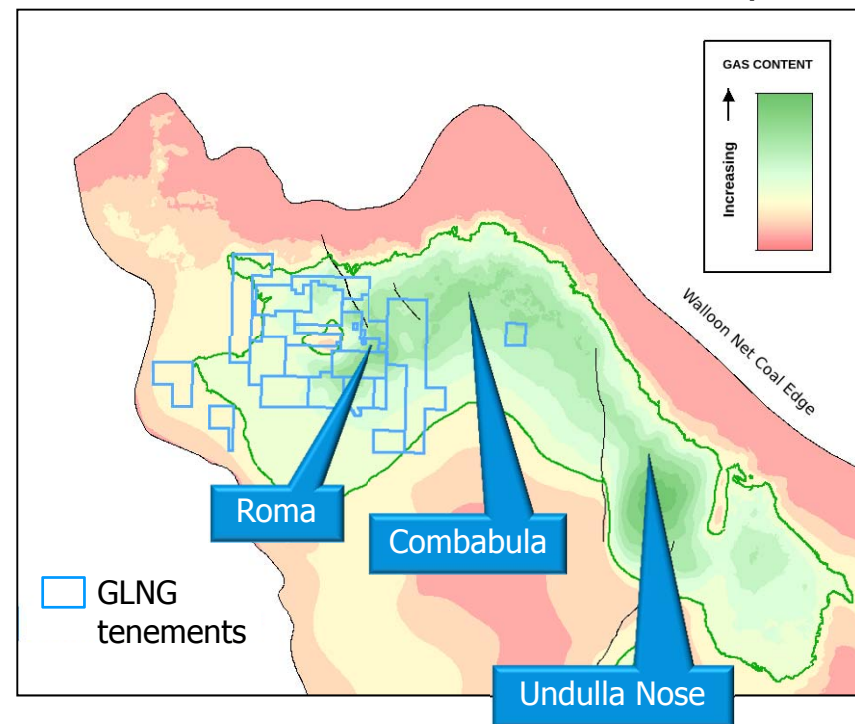 GAS CONTENT
Increasing
Walloon Net Coal Edge
Roma
Combabula
GLNG
tenements
Undulla Nose